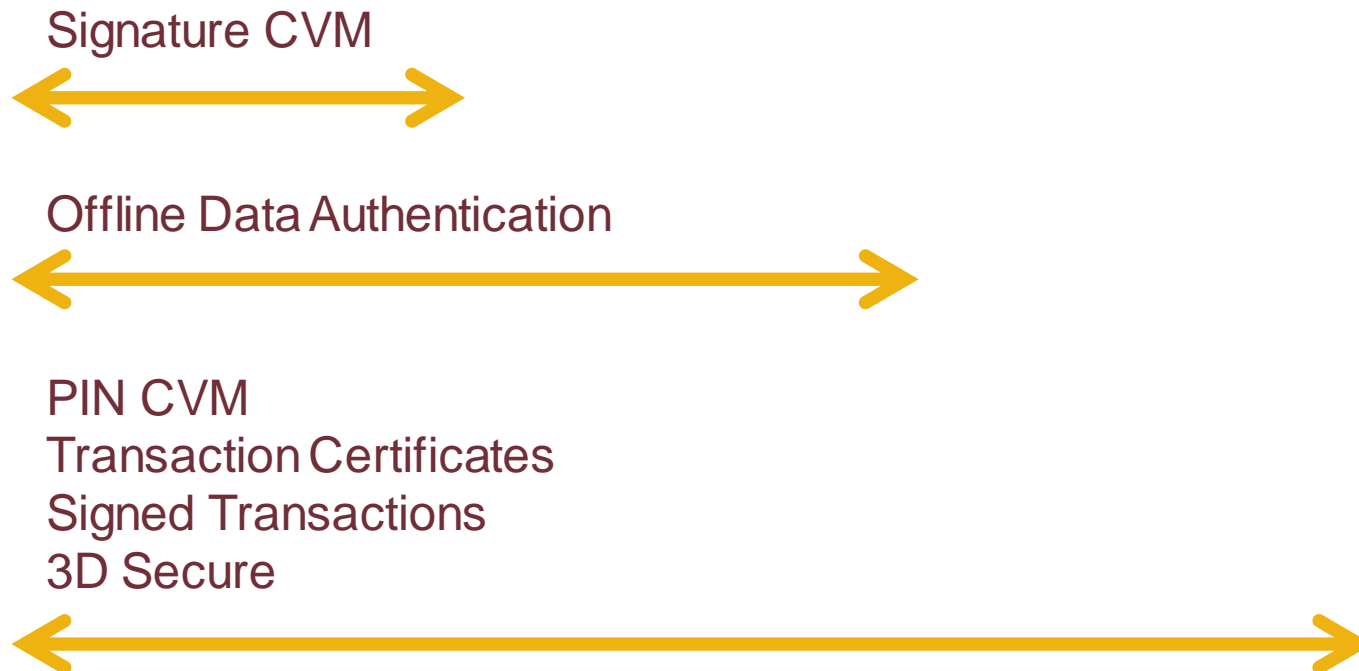 Signature CVM
Offline Data Authentication
PIN CVM
Transaction Certificates
Signed Transactions
3D Secure